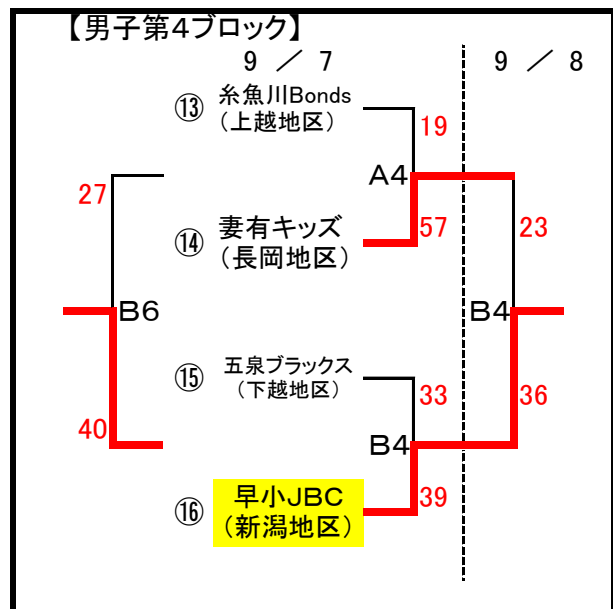 【男子第4ブロック】
9 ／ 7
9 ／ 8
⑬ 糸魚川Bonds
（上越地区）
19
A4
27
⑭ 妻有キッズ
（長岡地区）
57
23
B6
B4
⑮ 五泉ブラックス
（下越地区）
33
36
40
B4
⑯ 早小JBC
（新潟地区）
39